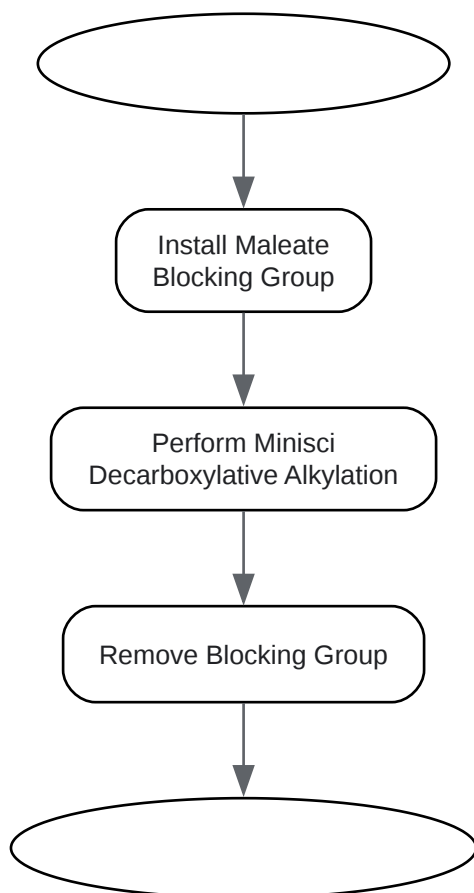 Install Maleate
Blocking Group
Perform Minisci
Decarboxylative Alkylation
Remove Blocking Group